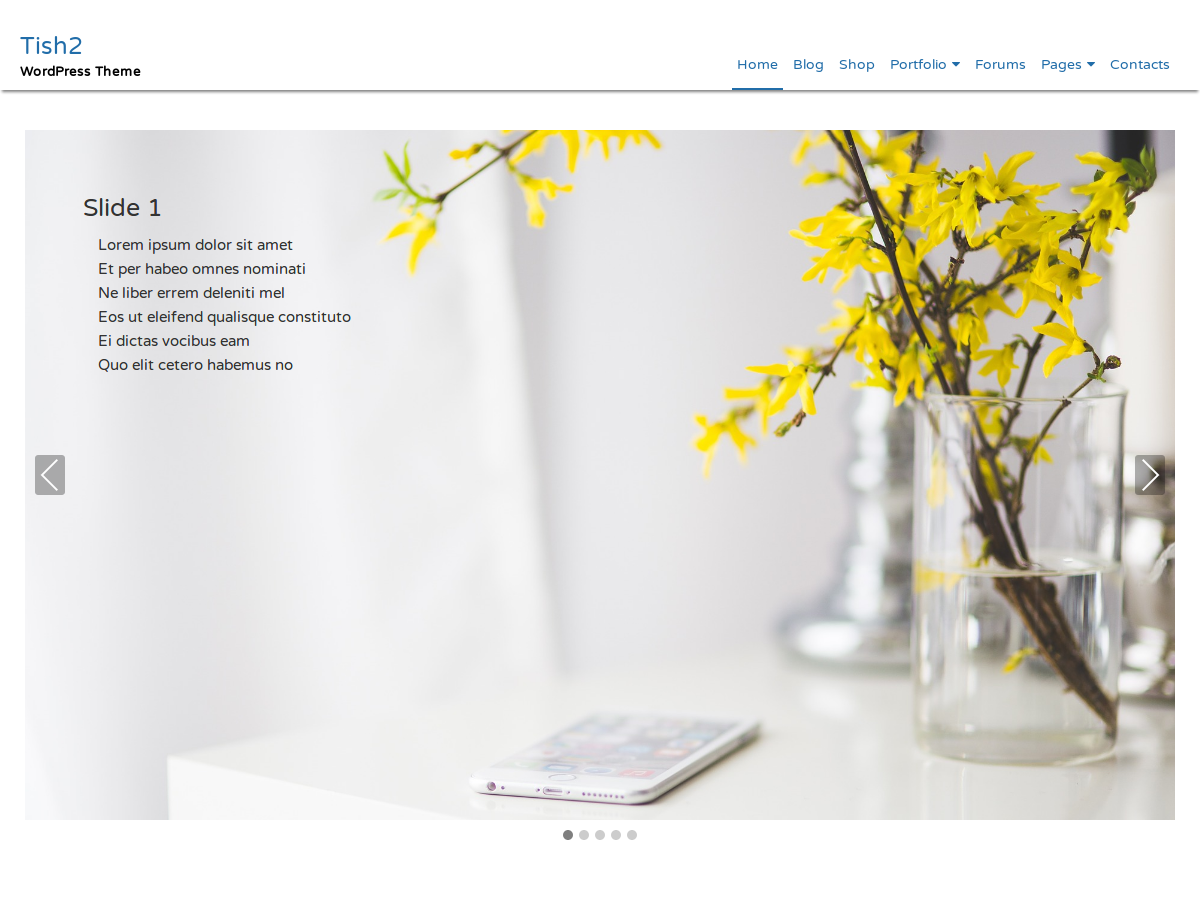 Tish2
WordPress Theme
Home Blog Shop Portfolio Forums Pages Contacts
Slide 1
Lorem ipsum dolor sit amet
Et per habeo omnes nominati
Ne liber errem deleniti mel
Eos ut eleifend qualisque constituto
Ei dictas vocibus eam
Quo elit cetero habemus no